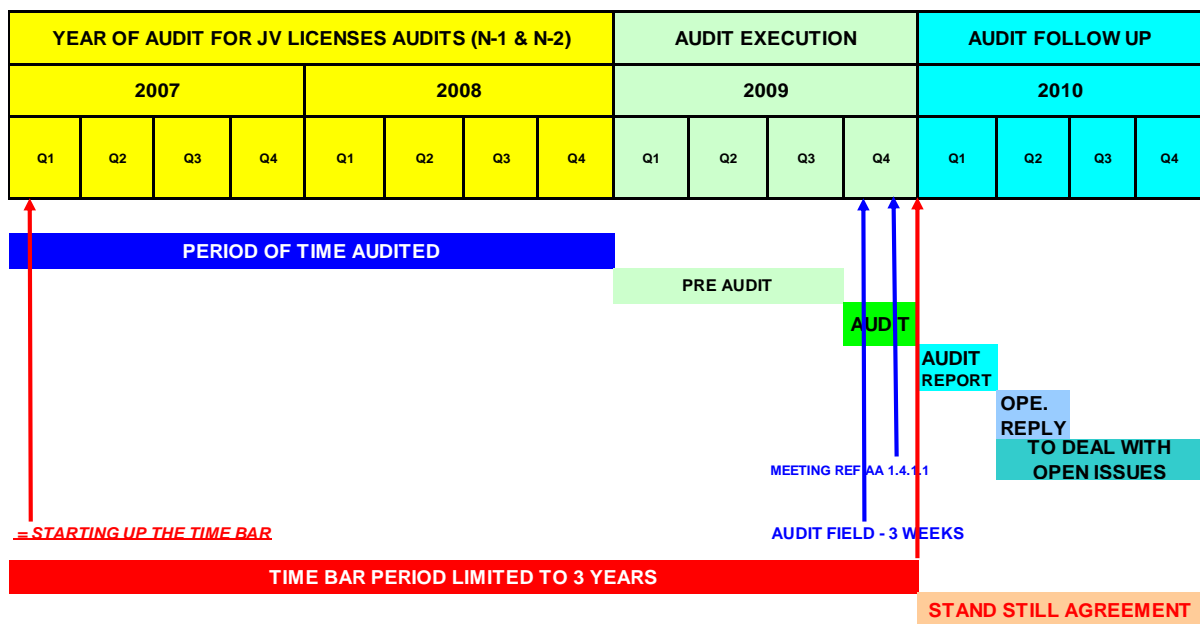 YEAR OF AUDIT FOR JV LICENSES AUDITS (N-1 & N-2) AUDIT EXECUTION AUDIT FOLLOW UP
2007 2008 2009 2010
Q1 Q2 Q3 Q4 Q1 Q2 Q3 Q4 Q1 Q2 Q3 Q4 Q1 Q2 Q3 Q4
PERIOD OF TIME AUDITED
PRE AUDIT
AUDIT
AUDIT
REPORT
OPE.
REPLY
TO DEAL WITH
OPEN ISSUES
MEETING REF AA 1.4.1.1
= STARTING UP THE TIME BAR
AUDIT FIELD - 3 WEEKS
TIME BAR PERIOD LIMITED TO 3 YEARS
STAND STILL AGREEMENT